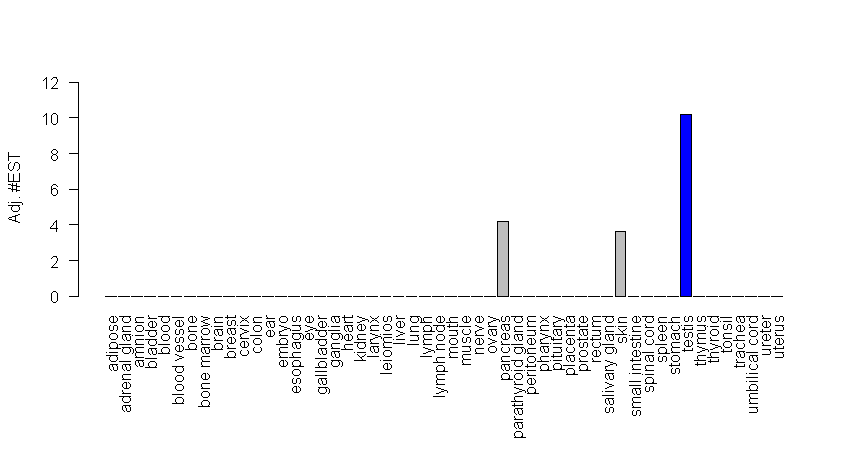 12
10
8
6
4
2
0
Adj. #EST
adipose
adrenal gland
amnion
bladder
blood
blood vessel
bone
bone marrow
brain
breast
cervix
colon
ear
embryo
esophagus
eye
gallbladder
ganglia
heart
kidney
larynx
leiomios
liver
lung
lymph
lymph node
mouth
muscle
nerve
ovary
pancreas
parathyroid gland
peritoneum
pharynx
pituitary
placenta
prostate
rectum
salivary gland
skin
small intestine
spinal cord
spleen
stomach
testis
thymus
thyroid
tonsil
trachea
umbilical cord
ureter
uterus